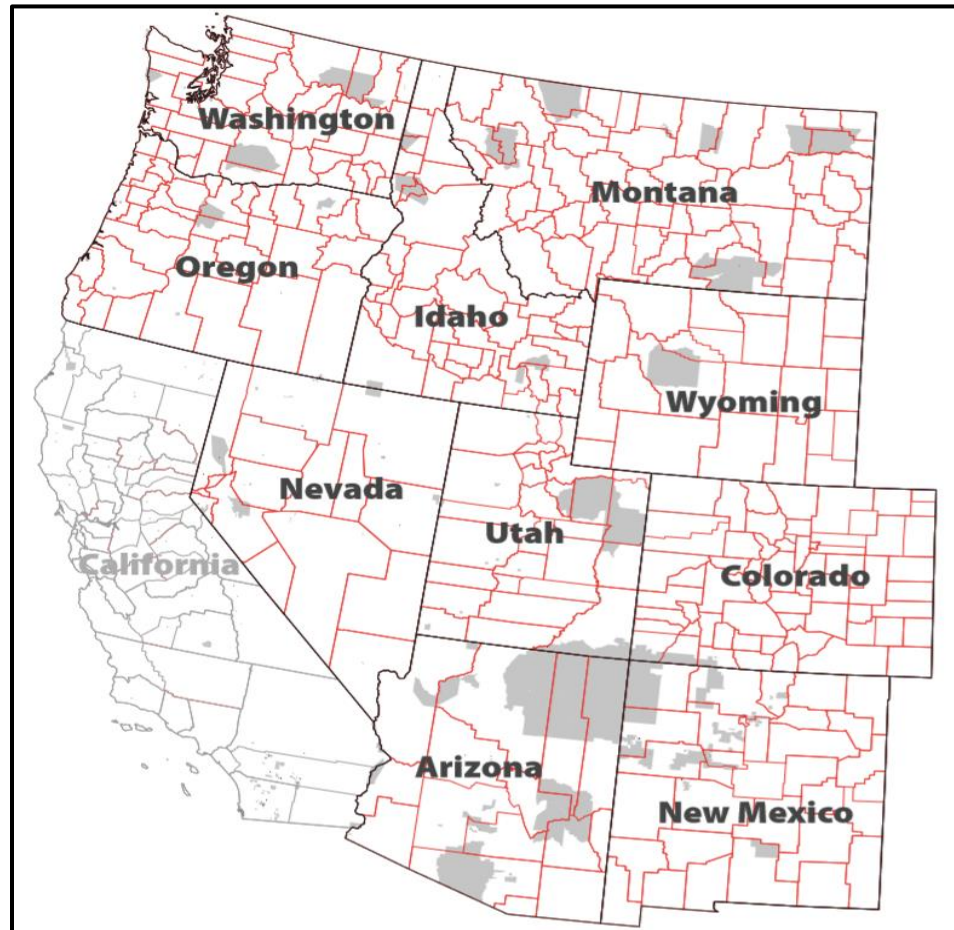 Washington
Montana
Oregon
Idaho
Wyoming
Nevada
Utah
California
Colorado
Arizona
New Mexico